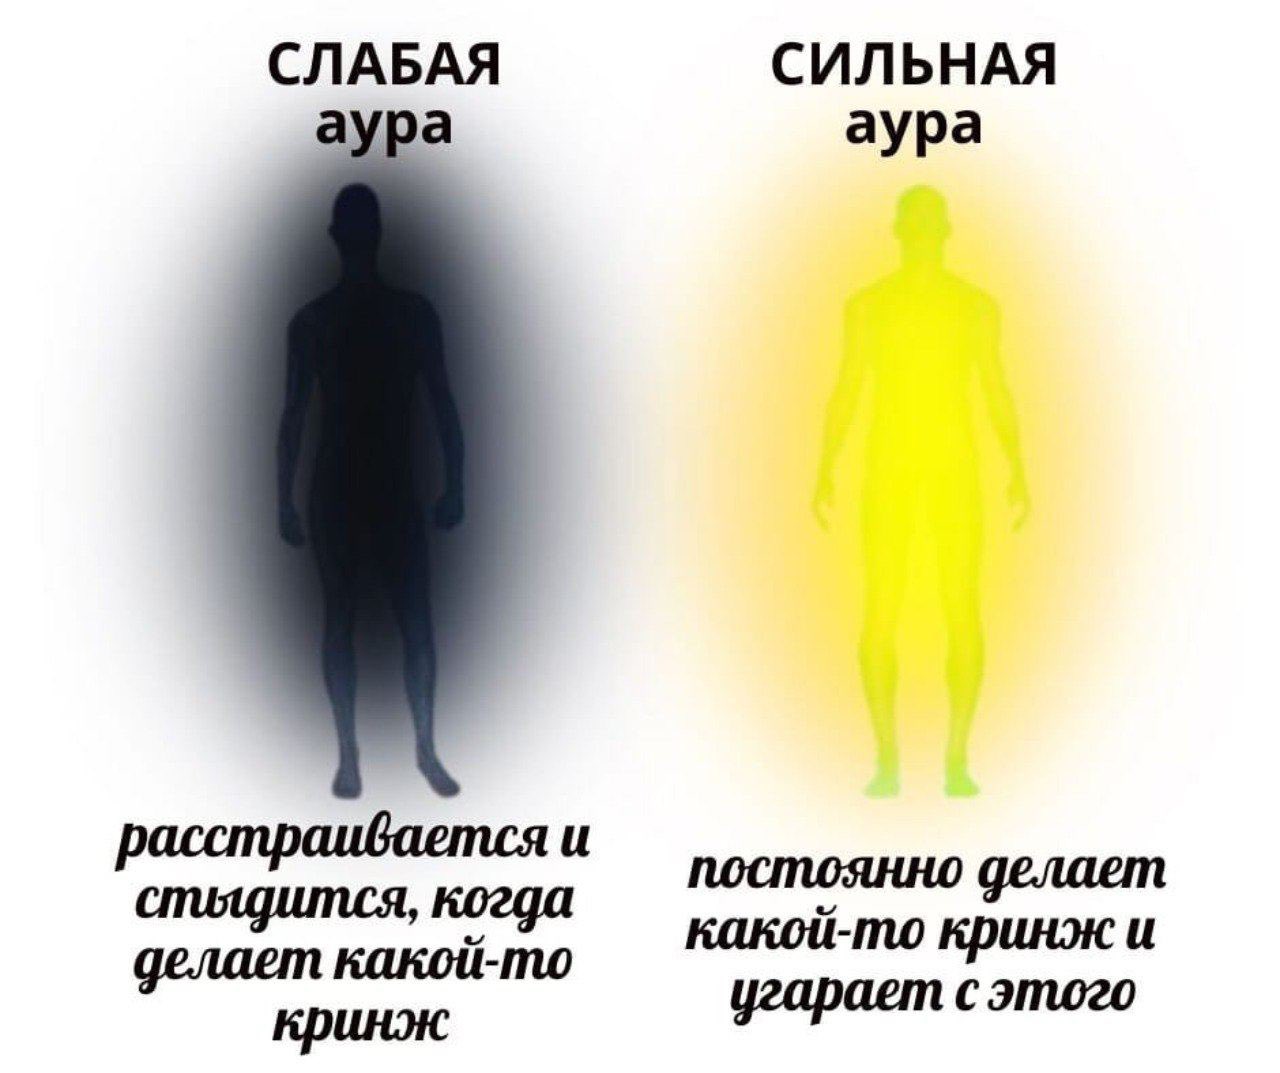 СЛАБАЯ
аура
расстраивается и
стыдится, когда
делает какой-то
кринж
СИЛЬНАЯ
аура
постоянно делает
какой-то кринж и
угарает с этого